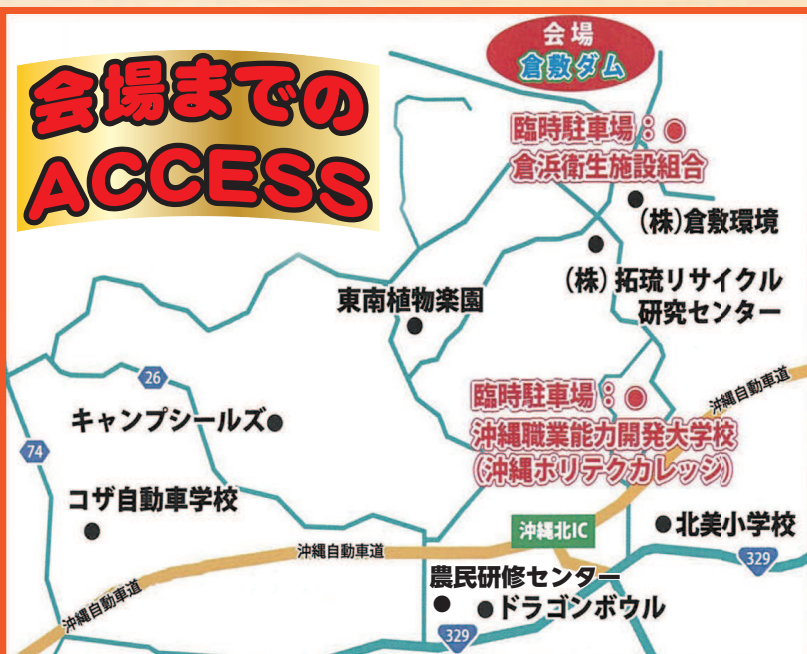 会場までの
ACCESS
会場
倉敷ダム
臨時駐車場：●
倉浜衛生施設組合
(株)倉敷環境
(株)拓琉リサイクル
研究センター
東南植物楽園
26
キャンプシールズ
74
コザ自動車学校
臨時駐車場：●
沖縄職業能力開発大学校
(沖縄ポリテクカレッジ)
沖縄自動車道
沖縄北IC
北美小学校
329
沖縄自動車道
沖縄自動車道
農民研修センター
ドラゴンボウル
329